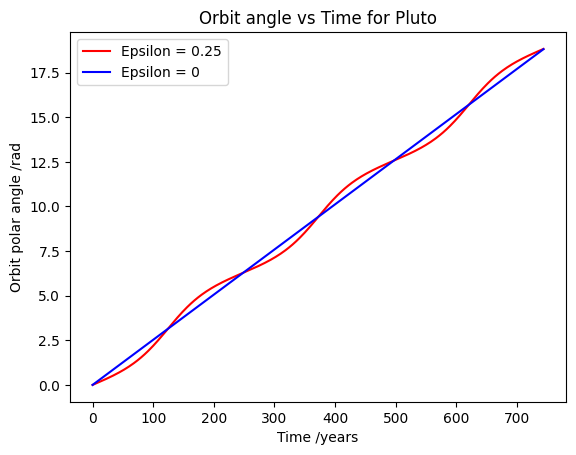 Orbit angle vs Time for Pluto
Epsilon = 0.25
Epsilon = 0
17.5
15.0
12.5
10.0
7.5
5.0
2.5
0.0
Orbit polar angle /rad
0 100 200 300 400 500 600 700
Time /years